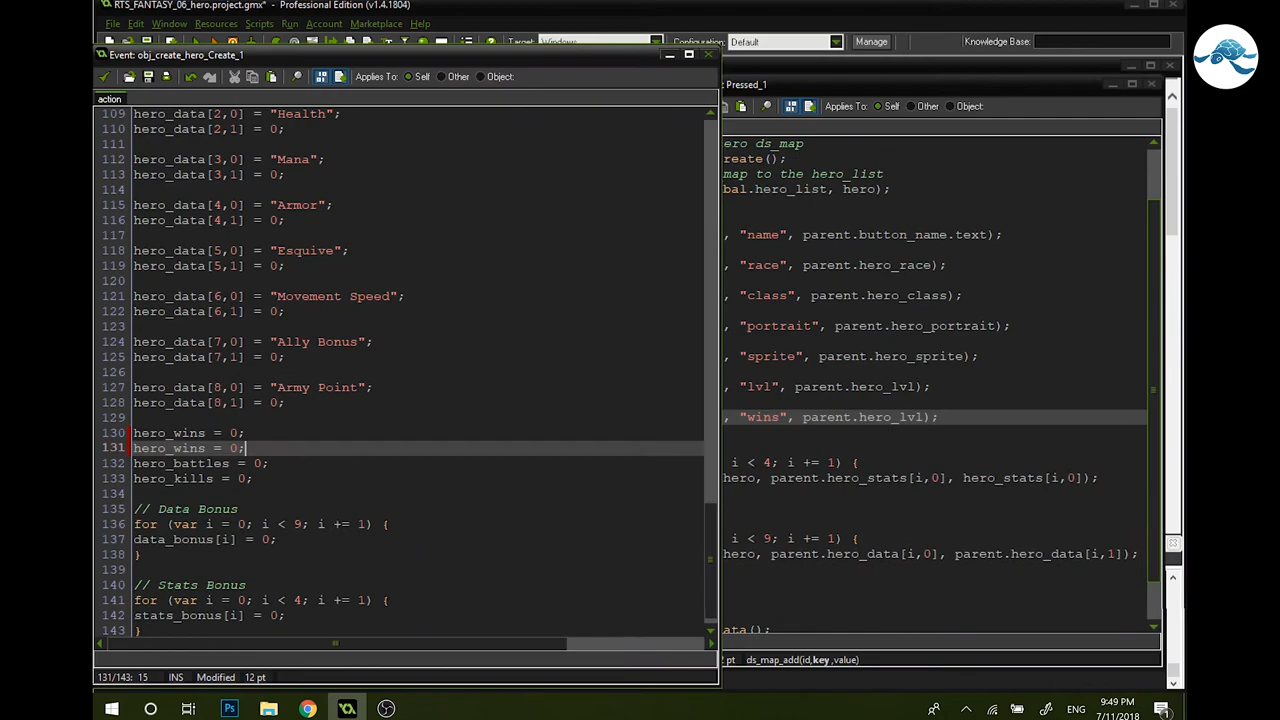 RTS_FANTASY_06_hero.project.gmx* - Professional Edition (v1.4.1804)
File Edit Window Resources Scripts Run Account Marketplace Help
Target: Windows Configuration: Default Manage Knowledge Base:
Event: obj_create_hero_Create_1
Applies To: Self Other Object:
action
109 hero_data[2,0] = "Health";
110 hero_data[2,1] = 0;
111
112 hero_data[3,0] = "Mana";
113 hero_data[3,1] = 0;
114
115 hero_data[4,0] = "Armor";
116 hero_data[4,1] = 0;
117
118 hero_data[5,0] = "Esquive";
119 hero_data[5,1] = 0;
120
121 hero_data[6,0] = "Movement Speed";
122 hero_data[6,1] = 0;
123
124 hero_data[7,0] = "Ally Bonus";
125 hero_data[7,1] = 0;
126
127 hero_data[8,0] = "Army Point";
128 hero_data[8,1] = 0;
129
130 hero_wins = 0;
131 hero_wins = 0;
132 hero_battles = 0;
133 hero_kills = 0;
134
135 // Data Bonus
136 for (var i = 0; i < 9; i += 1) {
137 data_bonus[i] = 0;
138 }
139
140 // Stats Bonus
141 for (var i = 0; i < 4; i += 1) {
142 stats_bonus[i] = 0;
143 }
131/143: 15 INS Modified 12 pt
Pressed_1
Applies To: Self Other Object:
ero ds_map
reate();
map to the hero_list
bal.hero_list, hero);
, "name", parent.button_name.text);
, "race", parent.hero_race);
, "class", parent.hero_class);
, "portrait", parent.hero_portrait);
, "sprite", parent.hero_sprite);
, "lvl", parent.hero_lvl);
, "wins", parent.hero_lvl);
i < 4; i += 1) {
hero, parent.hero_stats[i,0], hero_stats[i,0]);
i < 9; i += 1) {
hero, parent.hero_data[i,0], parent.hero_data[i,1]);
ata();
2 pt ds_map_add(id,key ,value)
Ps
ENG
9:49 PM
7/11/2018
1